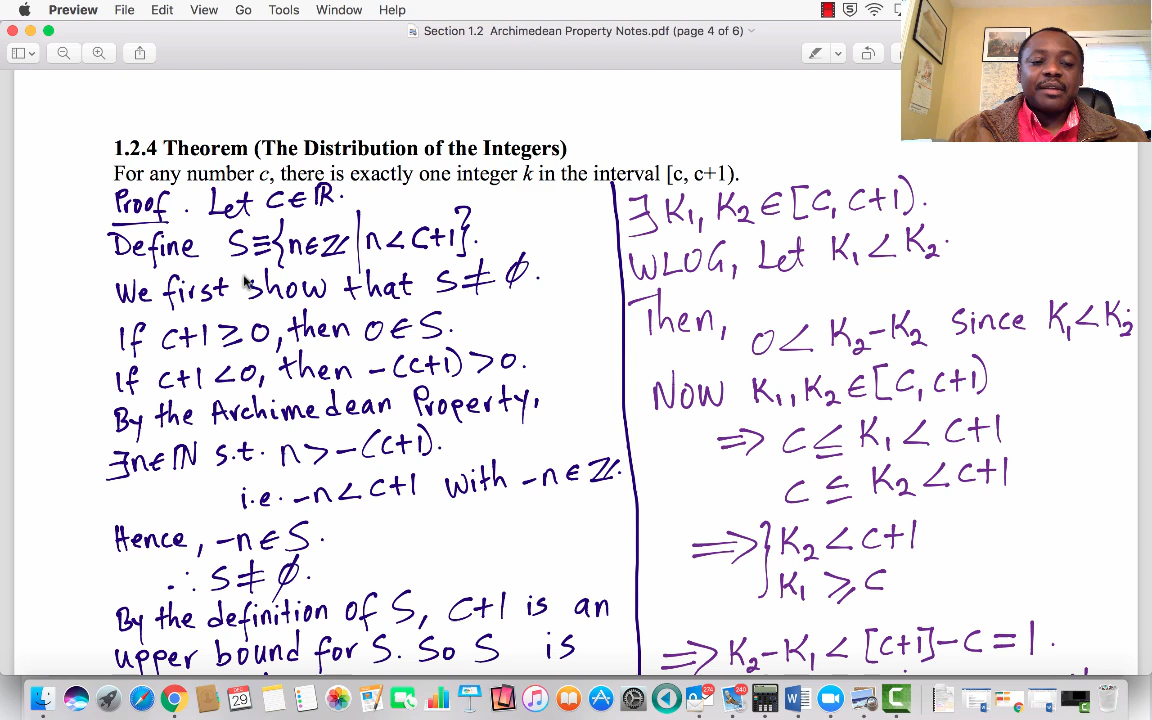 Preview File Edit View Go Tools Window Help
Section 1.2 Archimedean Property Notes.pdf (page 4 of 6)
1.2.4 Theorem (The Distribution of the Integers)
For any number c, there is exactly one integer k in the interval [c, c+1).
Proof. Let C∈ℝ.
Define S≡{n∈ℤ|n<C+1}.
We first show that S≠∅.
If C+1≥0, then 0∈S.
If C+1<0, then -(C+1)>0.
By the Archimedean Property,
∃n∈ℕ s.t. n>-(C+1).
i.e. -n<C+1 with -n∈ℤ.
Hence, -n∈S.
∴ S≠∅.
By the definition of S, C+1 is an
upper bound for S. So S is
∃ K₁, K₂ ∈ [C, C+1).
WLOG, Let K₁<K₂.
Then, 0<K₂-K₂ since K₁<K₂.
Now K₁, K₂ ∈ [C, C+1)
⇒ C≤K₁<C+1
C≤K₂<C+1
⇒ {K₂<C+1
K₁≥C
⇒ K₂-K₁<[C+1]-C=1.
DEC
29
274
240